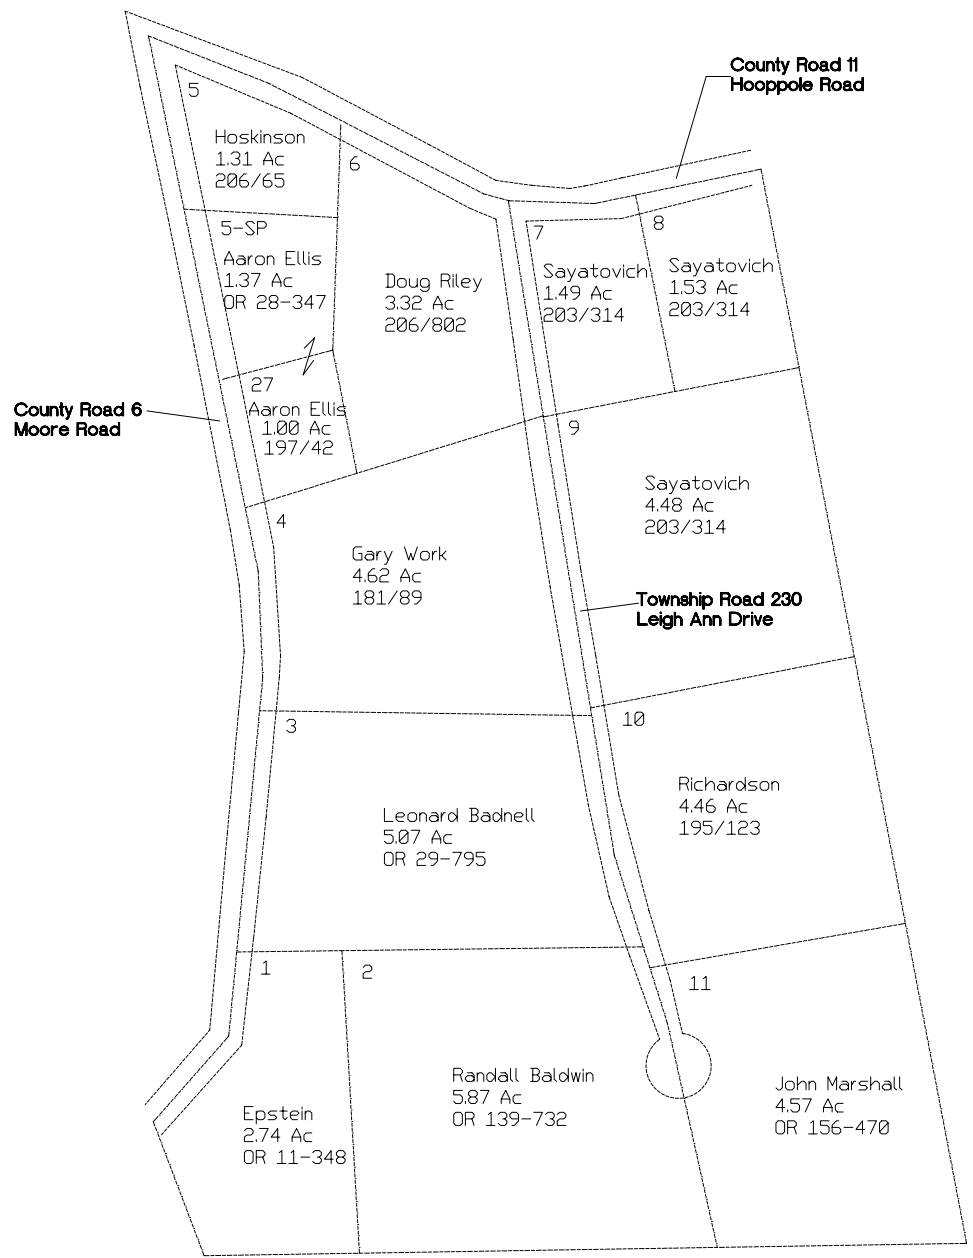 County Road 11
Hooppole Road
5
Hoskinson
1.31 Ac
206/65
6
5-SP
Aaron Ellis
1.37 Ac
OR 28-347
Doug Riley
3.32 Ac
206/802
7
Sayatovich
1.49 Ac
203/314
8
Sayatovich
1.53 Ac
203/314
27
Aaron Ellis
1.00 Ac
197/42
County Road 6
Moore Road
9
Sayatovich
4.48 Ac
203/314
4
Gary Work
4.62 Ac
181/89
Township Road 230
Leigh Ann Drive
3
Leonard Badnell
5.07 Ac
OR 29-795
10
Richardson
4.46 Ac
195/123
1
Epstein
2.74 Ac
OR 11-348
2
Randall Baldwin
5.87 Ac
OR 139-732
11
John Marshall
4.57 Ac
OR 156-470